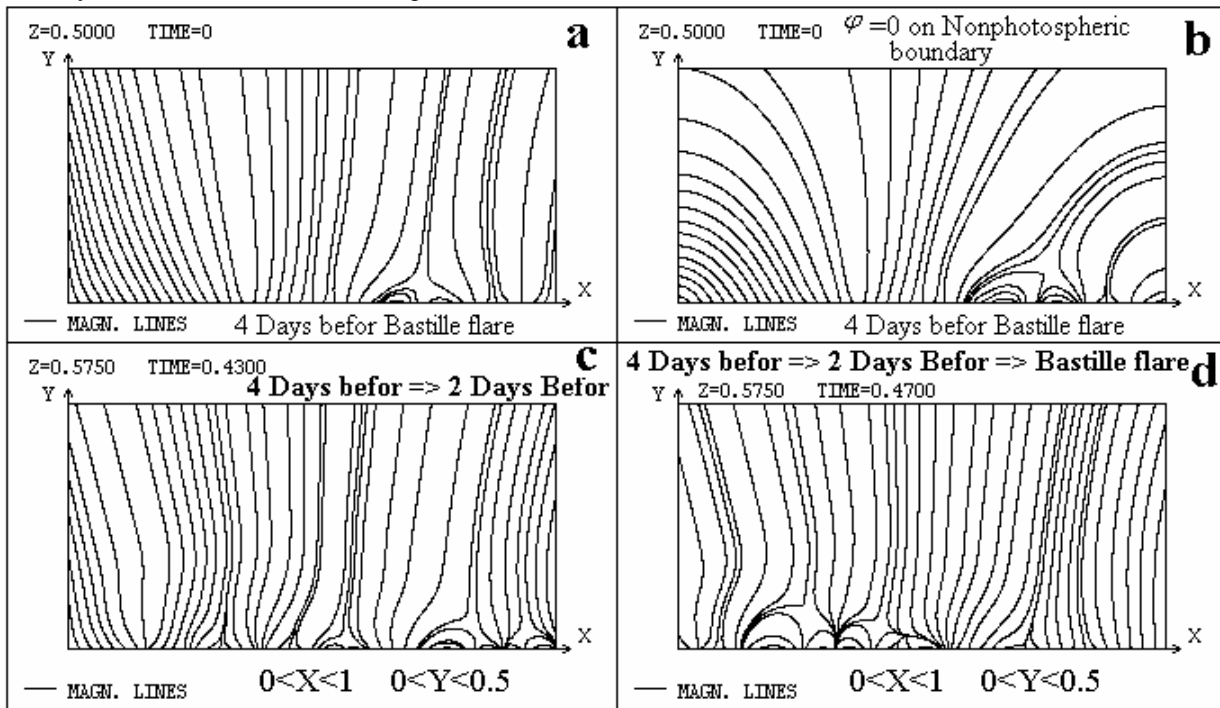 Z=0.5000 TIME=0 a
Y
X
MAGN. LINES 4 Days befor Bastille flare
Z=0.5000 TIME=0 φ=0 on Nonphotospheric b
boundary
Y
X
MAGN. LINES 4 Days befor Bastille flare
Z=0.5750 TIME=0.4300 c
4 Days befor => 2 Days Befor
Y
X
MAGN. LINES 0<X<1 0<Y<0.5
4 Days befor => 2 Days Befor => Bastille flare d
Y Z=0.5750 TIME=0.4700
X
MAGN. LINES 0<X<1 0<Y<0.5